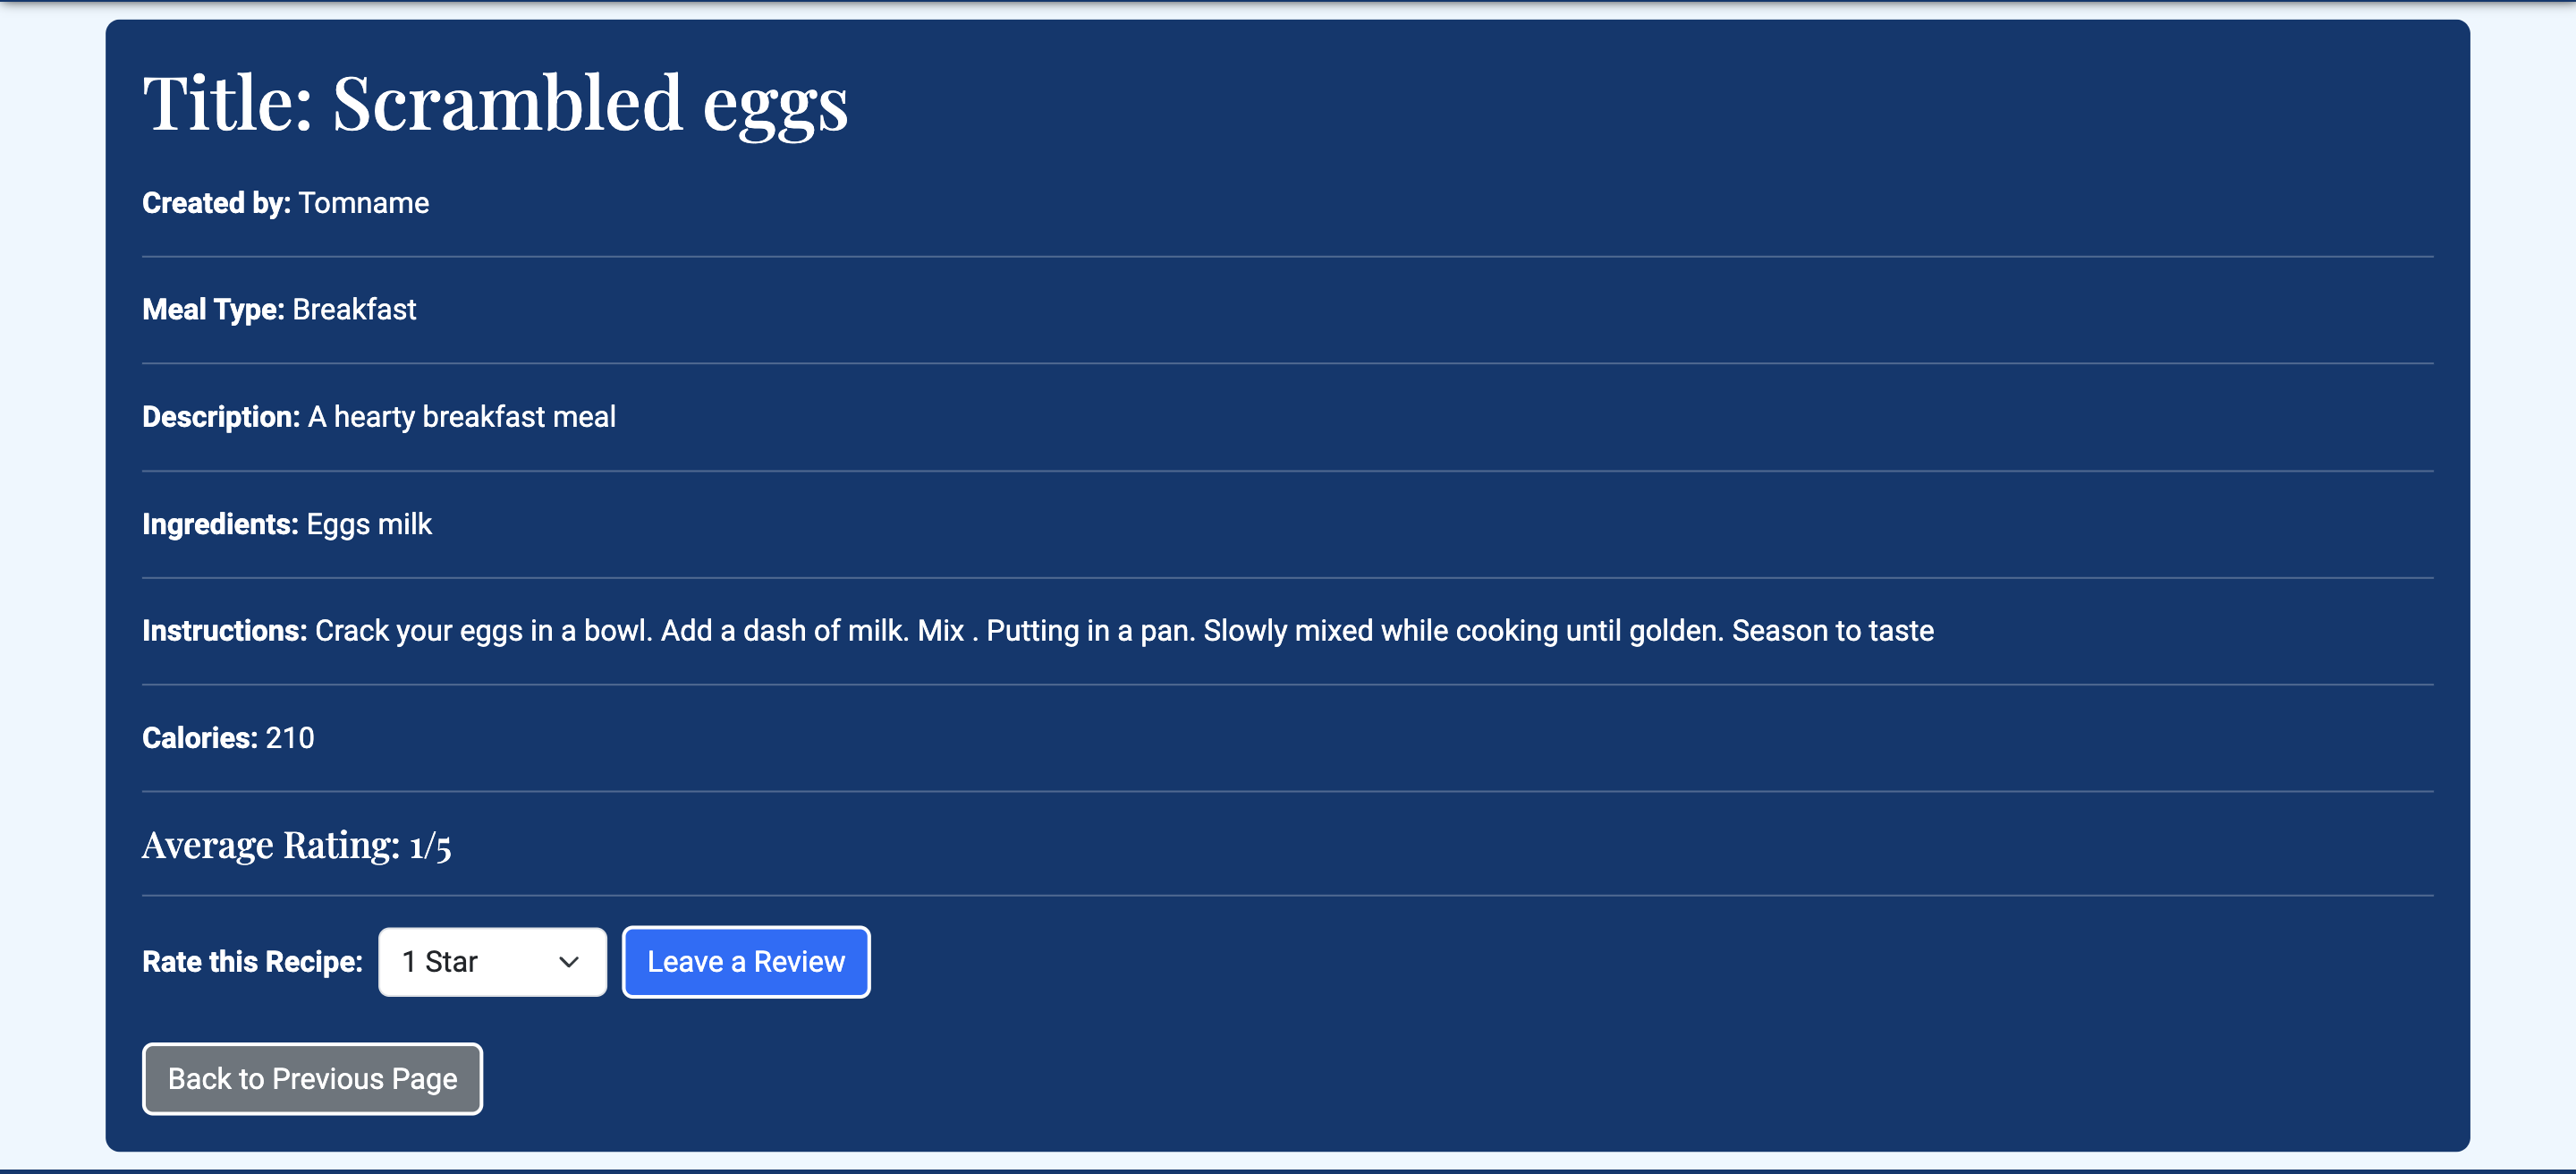 Title: Scrambled eggs
Created by: Tomname
Meal Type: Breakfast
Description: A hearty breakfast meal
Ingredients: Eggs milk
Instructions: Crack your eggs in a bowl. Add a dash of milk. Mix . Putting in a pan. Slowly mixed while cooking until golden. Season to taste
Calories: 210
Average Rating: 1/5
Rate this Recipe: 1 Star Leave a Review
Back to Previous Page